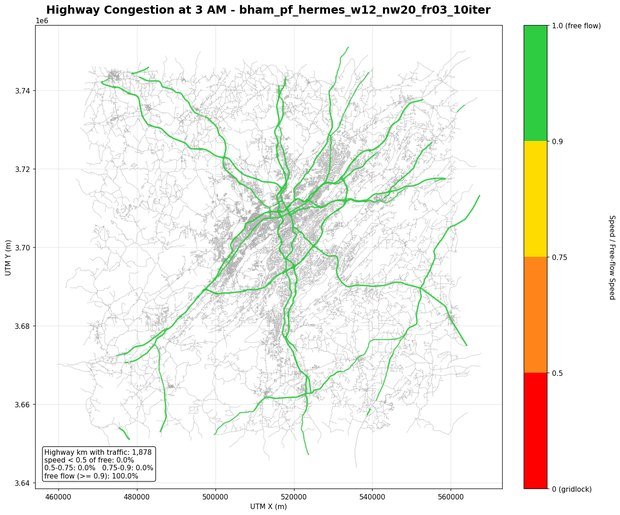 Highway Congestion at 3 AM - bham_pf_hermes_w12_nw20_fr03_10iter
1e6
3.74
3.72
3.70
3.68
3.66
3.64
UTM Y (m)
460000
480000
500000
520000
540000
560000
UTM X (m)
Highway km with traffic: 1,878
speed < 0.5 of free: 0.0%
0.5-0.75: 0.0%   0.75-0.9: 0.0%
free flow (>= 0.9): 100.0%
1.0 (free flow)
0.9
0.75
0.5
0 (gridlock)
Speed / Free-flow Speed